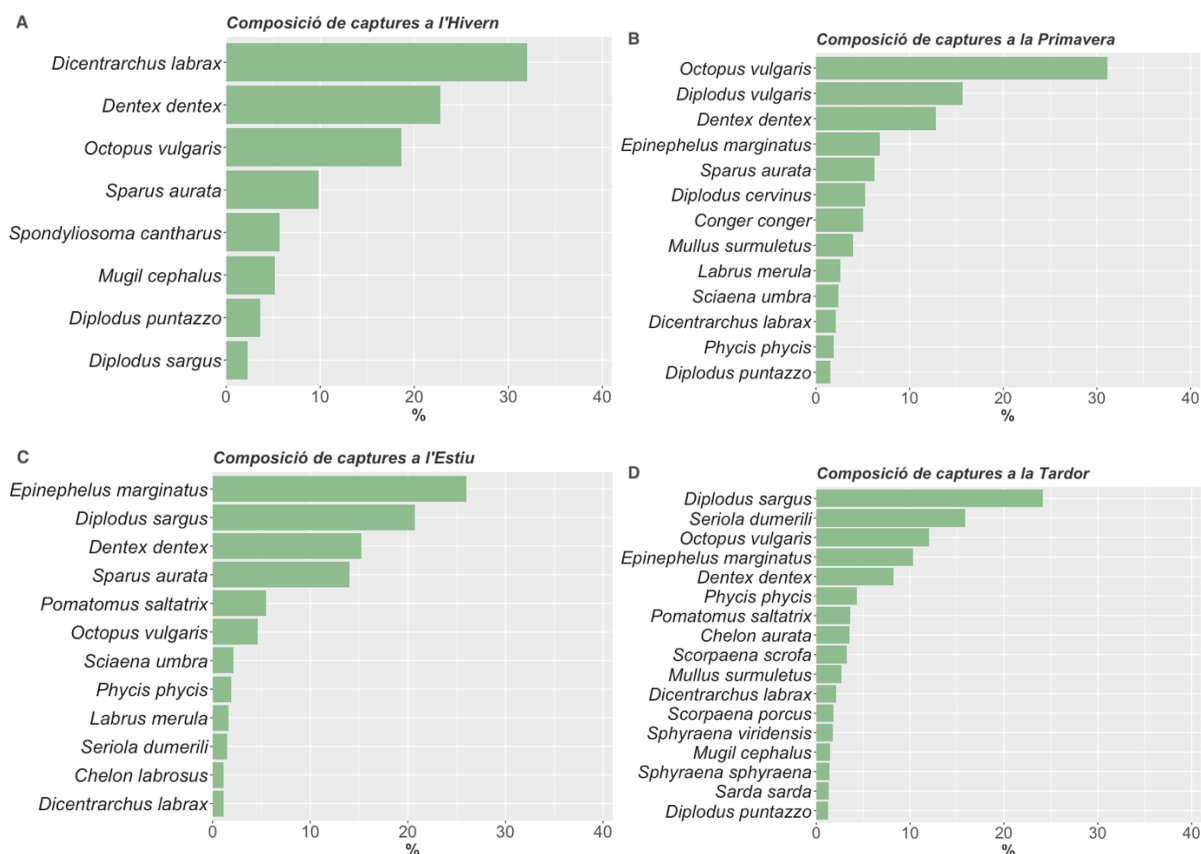 A
Composició de captures a l'Hivern
Dicentrarchus labrax
Dentex dentex
Octopus vulgaris
Sparus aurata
Spondyliosoma cantharus
Mugil cephalus
Diplodus puntazzo
Diplodus sargus
0 10 20 30 40
%
B
Composició de captures a la Primavera
Octopus vulgaris
Diplodus vulgaris
Dentex dentex
Epinephelus marginatus
Sparus aurata
Diplodus cervinus
Conger conger
Mullus surmuletus
Labrus merula
Sciaena umbra
Dicentrarchus labrax
Phycis phycis
Diplodus puntazzo
0 10 20 30 40
%
C
Composició de captures a l'Estiu
Epinephelus marginatus
Diplodus sargus
Dentex dentex
Sparus aurata
Pomatomus saltatrix
Octopus vulgaris
Sciaena umbra
Phycis phycis
Labrus merula
Seriola dumerili
Chelon labrosus
Dicentrarchus labrax
0 10 20 30 40
%
D
Composició de captures a la Tardor
Diplodus sargus
Seriola dumerili
Octopus vulgaris
Epinephelus marginatus
Dentex dentex
Phycis phycis
Pomatomus saltatrix
Chelon aurata
Scorpaena scrofa
Mullus surmuletus
Dicentrarchus labrax
Scorpaena porcus
Sphyraena viridensis
Mugil cephalus
Sphyraena sphyraena
Sarda sarda
Diplodus puntazzo
0 10 20 30 40
%